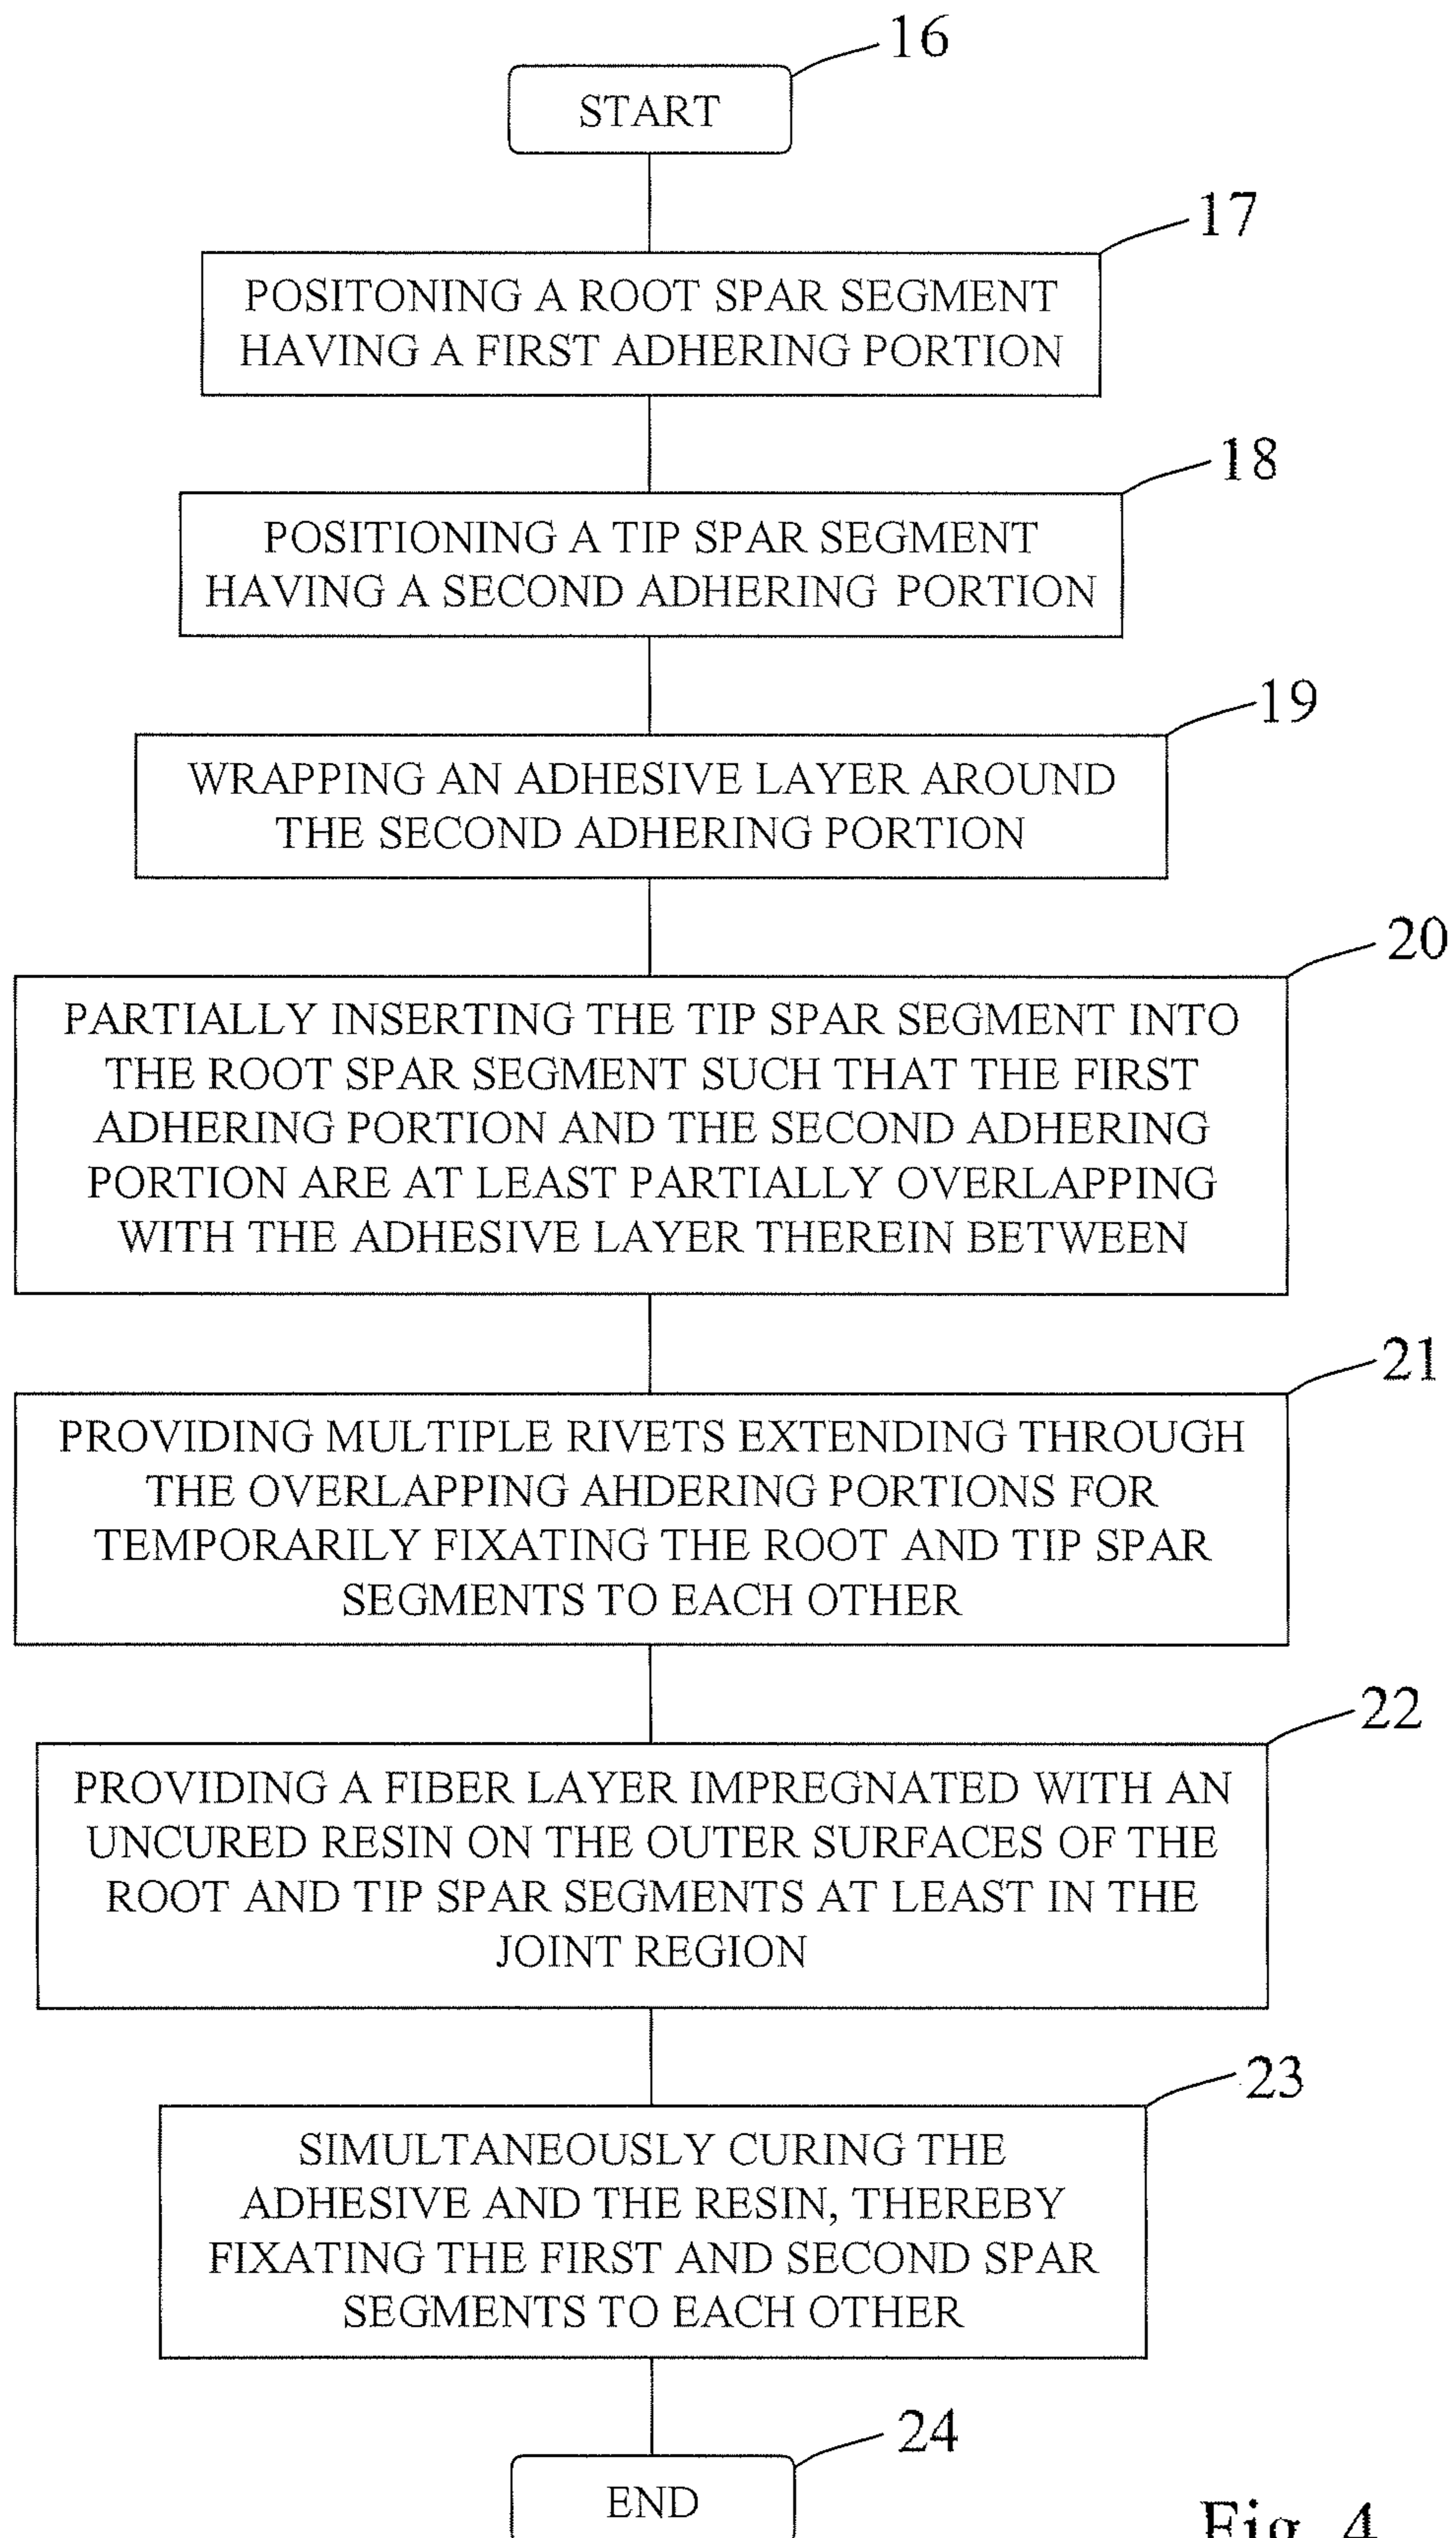 16
START
17
POSITONING A ROOT SPAR SEGMENT
HAVING A FIRST ADHERING PORTION
18
POSITIONING A TIP SPAR SEGMENT
HAVING A SECOND ADHERING PORTION
19
WRAPPING AN ADHESIVE LAYER AROUND
THE SECOND ADHERING PORTION
20
PARTIALLY INSERTING THE TIP SPAR SEGMENT INTO
THE ROOT SPAR SEGMENT SUCH THAT THE FIRST
ADHERING PORTION AND THE SECOND ADHERING
PORTION ARE AT LEAST PARTIALLY OVERLAPPING
WITH THE ADHESIVE LAYER THEREIN BETWEEN
21
PROVIDING MULTIPLE RIVETS EXTENDING THROUGH
THE OVERLAPPING AHDERING PORTIONS FOR
TEMPORARILY FIXATING THE ROOT AND TIP SPAR
SEGMENTS TO EACH OTHER
22
PROVIDING A FIBER LAYER IMPREGNATED WITH AN
UNCURED RESIN ON THE OUTER SURFACES OF THE
ROOT AND TIP SPAR SEGMENTS AT LEAST IN THE
JOINT REGION
23
SIMULTANEOUSLY CURING THE
ADHESIVE AND THE RESIN, THEREBY
FIXATING THE FIRST AND SECOND SPAR
SEGMENTS TO EACH OTHER
24
END
Fig. 4